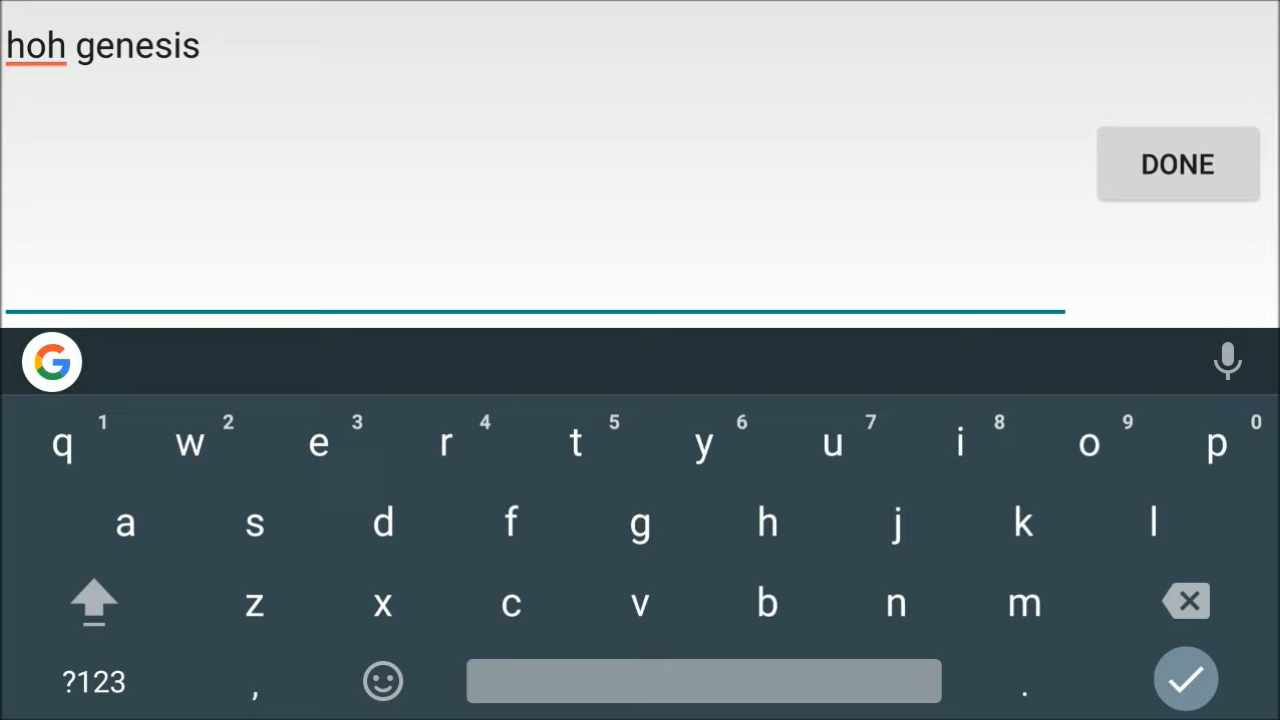 hoh genesis
DONE
q 1 w 2 e 3 r 4 t 5 y 6 u 7 i 8 o 9 p 0
a s d f g h j k l
z x c v b n m
?123 , .